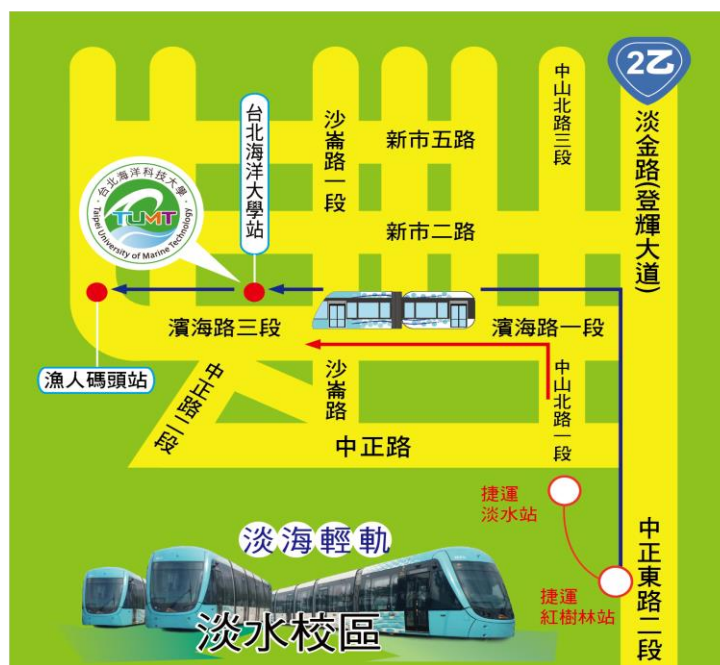 2乙
淡金路(登輝大道)
中山北路三段
沙崙路一段
新市五路
台北海洋大學站
台北海洋科技大學
TUMT
Taipei University of Marine Technology
新市二路
濱海路三段
濱海路一段
漁人碼頭站
中正路二段
沙崙路
中山北路一段
中正路
捷運
淡水站
淡海輕軌
捷運
紅樹林站
中正東路二段
淡水校區